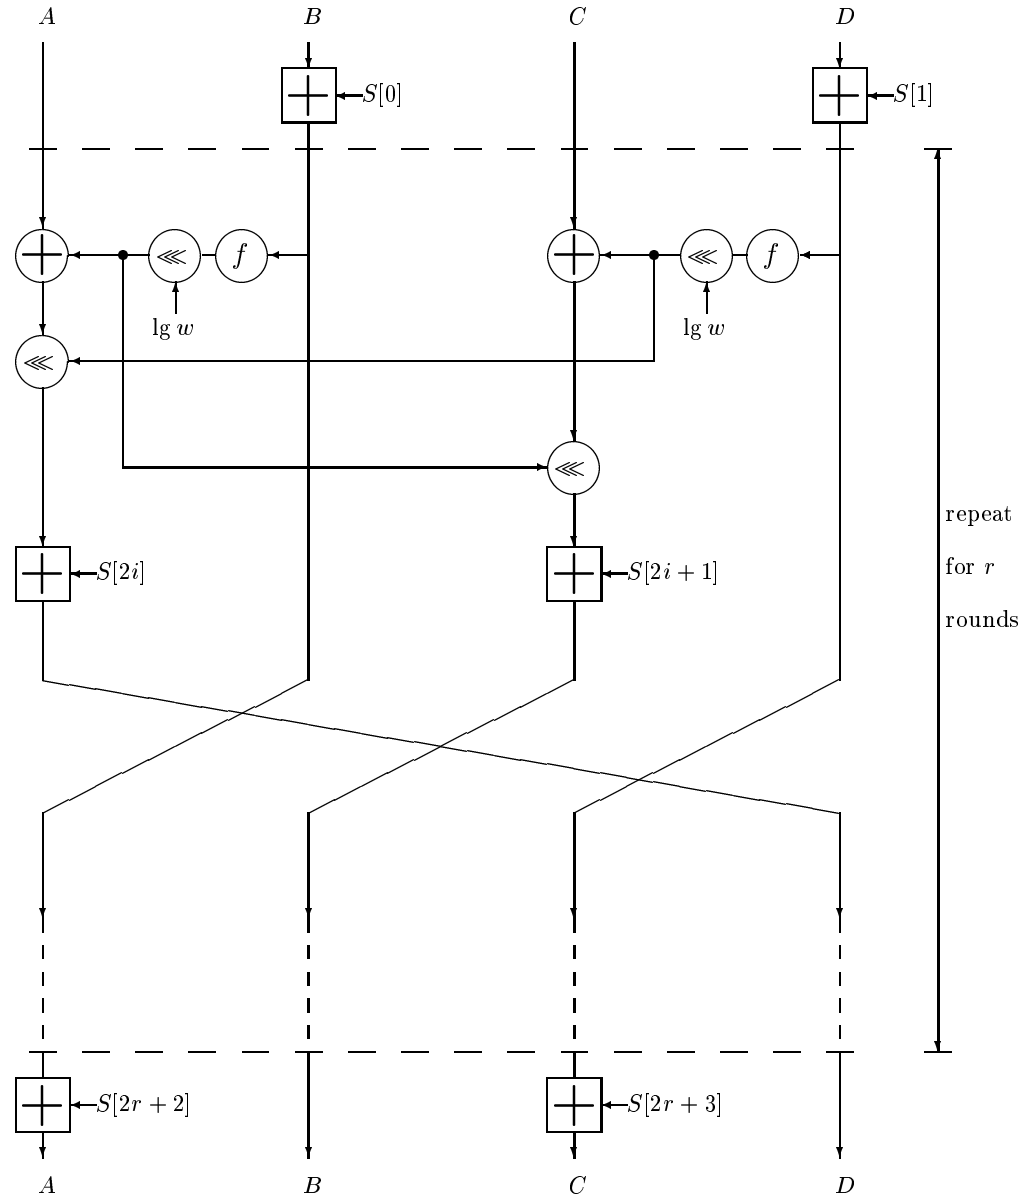 A B C D
S[0] S[1]
⋘ f ⋘ f
lg w lg w
⋘
⋘
repeat
S[2i] S[2i + 1] for r
rounds
S[2r + 2] S[2r + 3]
A B C D